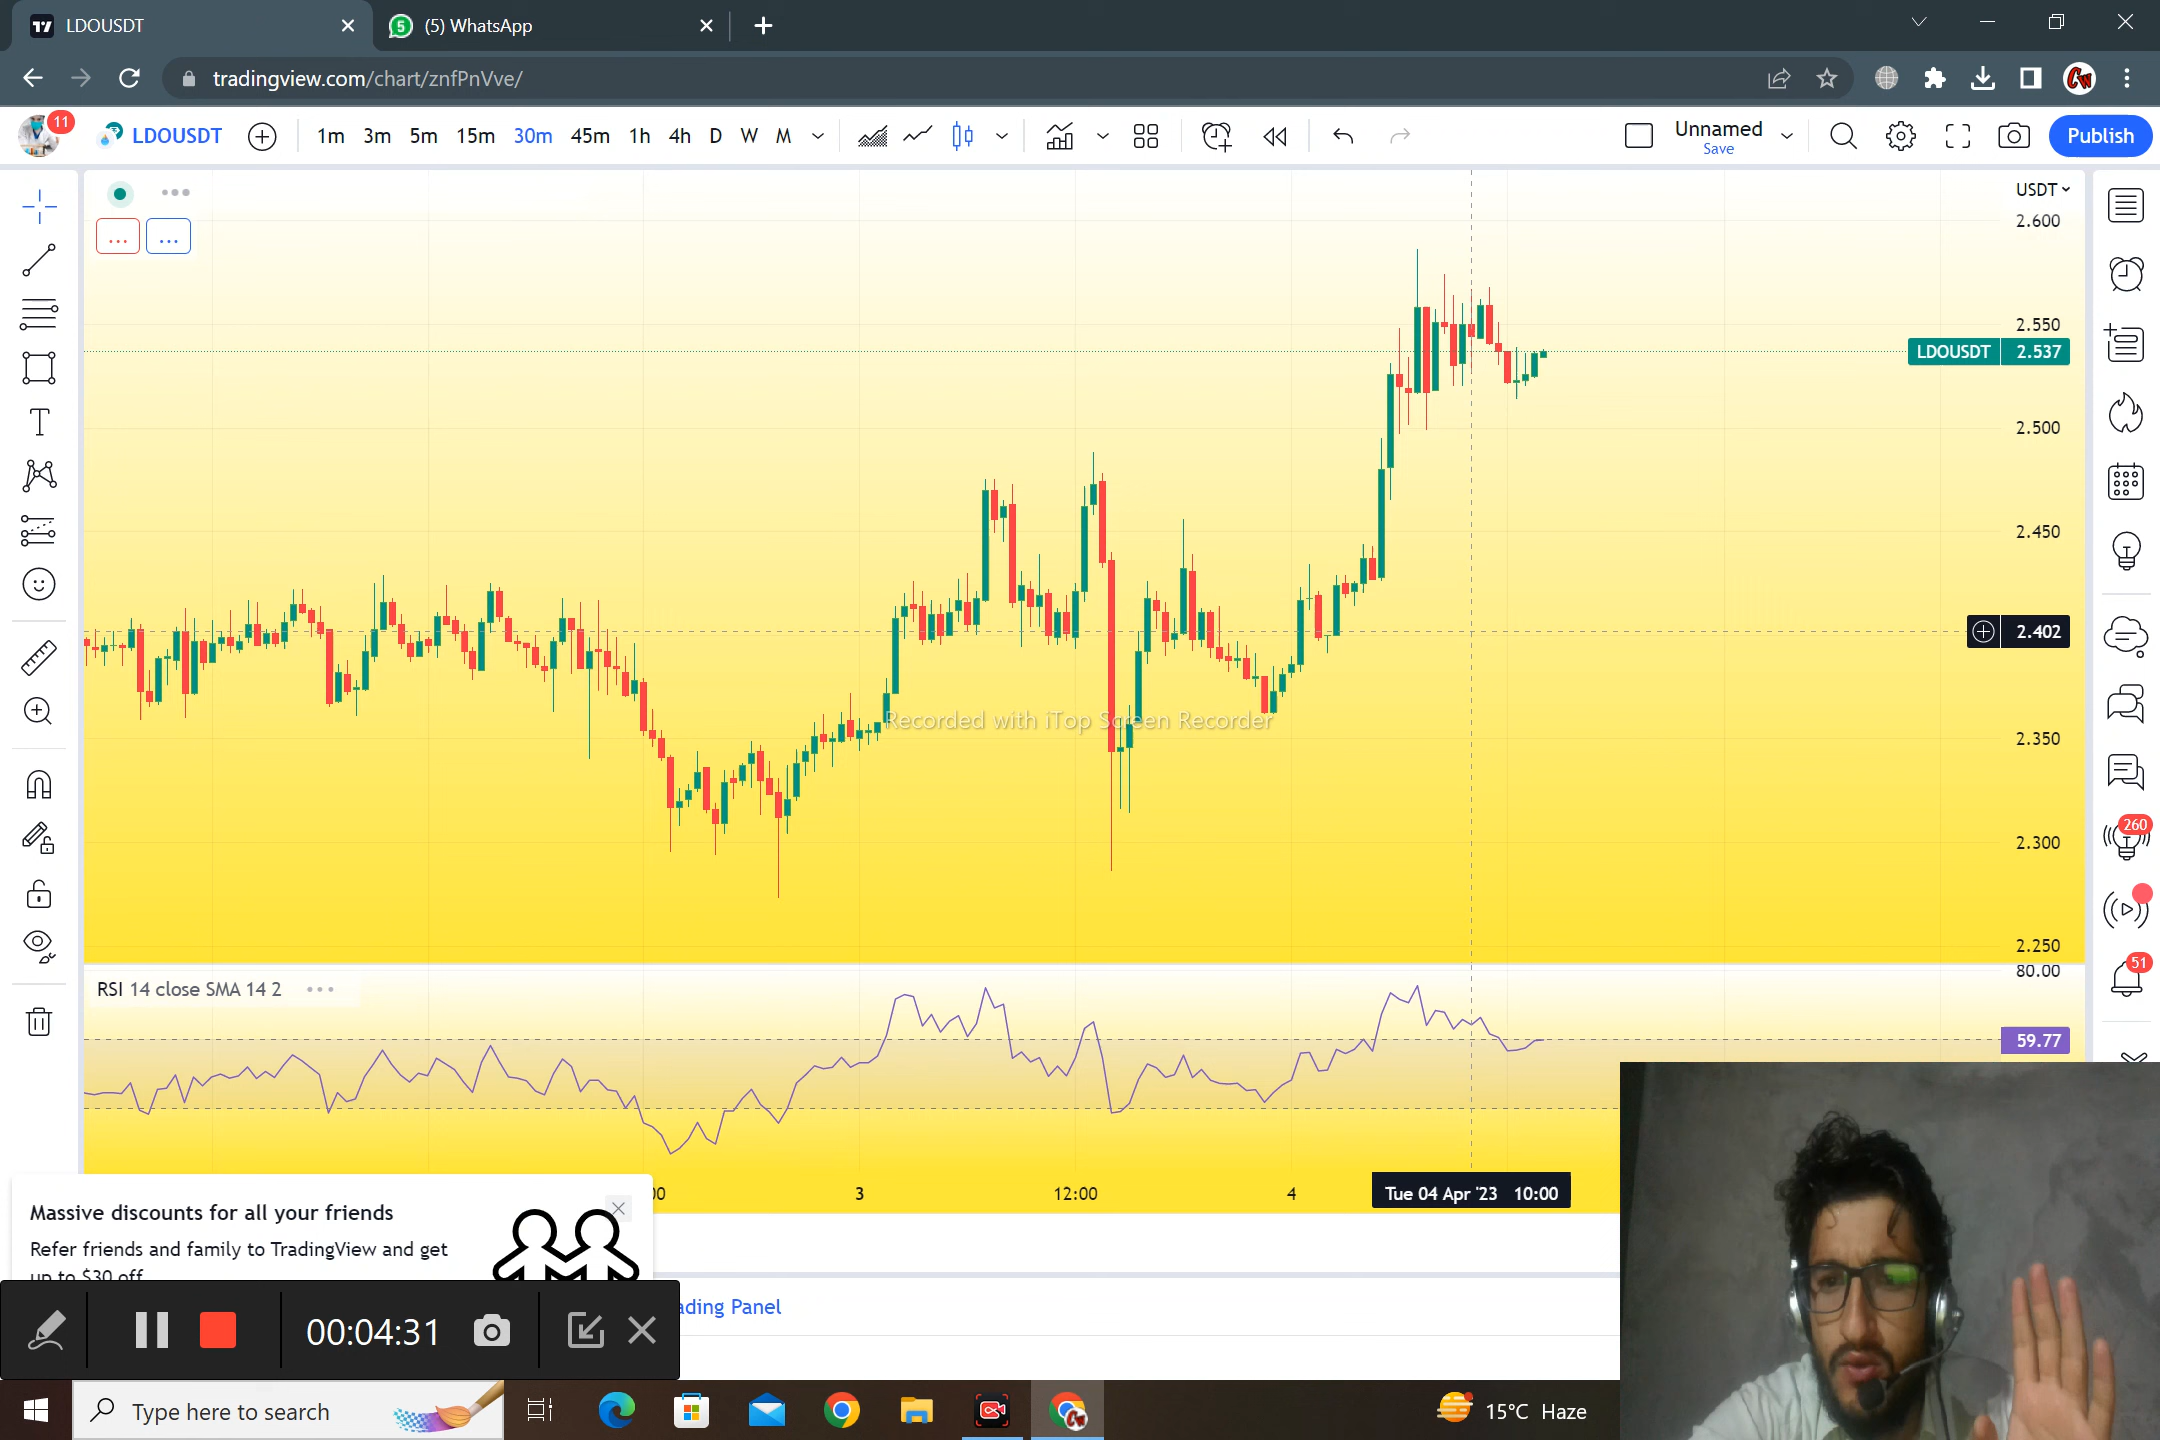 LDOUSDT
(5) WhatsApp
tradingview.com/chart/znfPnVve/
11
LDOUSDT
1m 3m 5m 15m 30m 45m 1h 4h D W M
Unnamed
Save
Publish
USDT
2.600
2.550
LDOUSDT 2.537
2.500
2.450
2.402
2.350
2.300
2.250
Recorded with iTop Screen Recorder
260
51
RSI 14 close SMA 14 2
80.00
59.77
3
12:00
4
Tue 04 Apr '23 10:00
Massive discounts for all your friends
Refer friends and family to TradingView and get
up to $30 off
ading Panel
00:04:31
Type here to search
15°C Haze